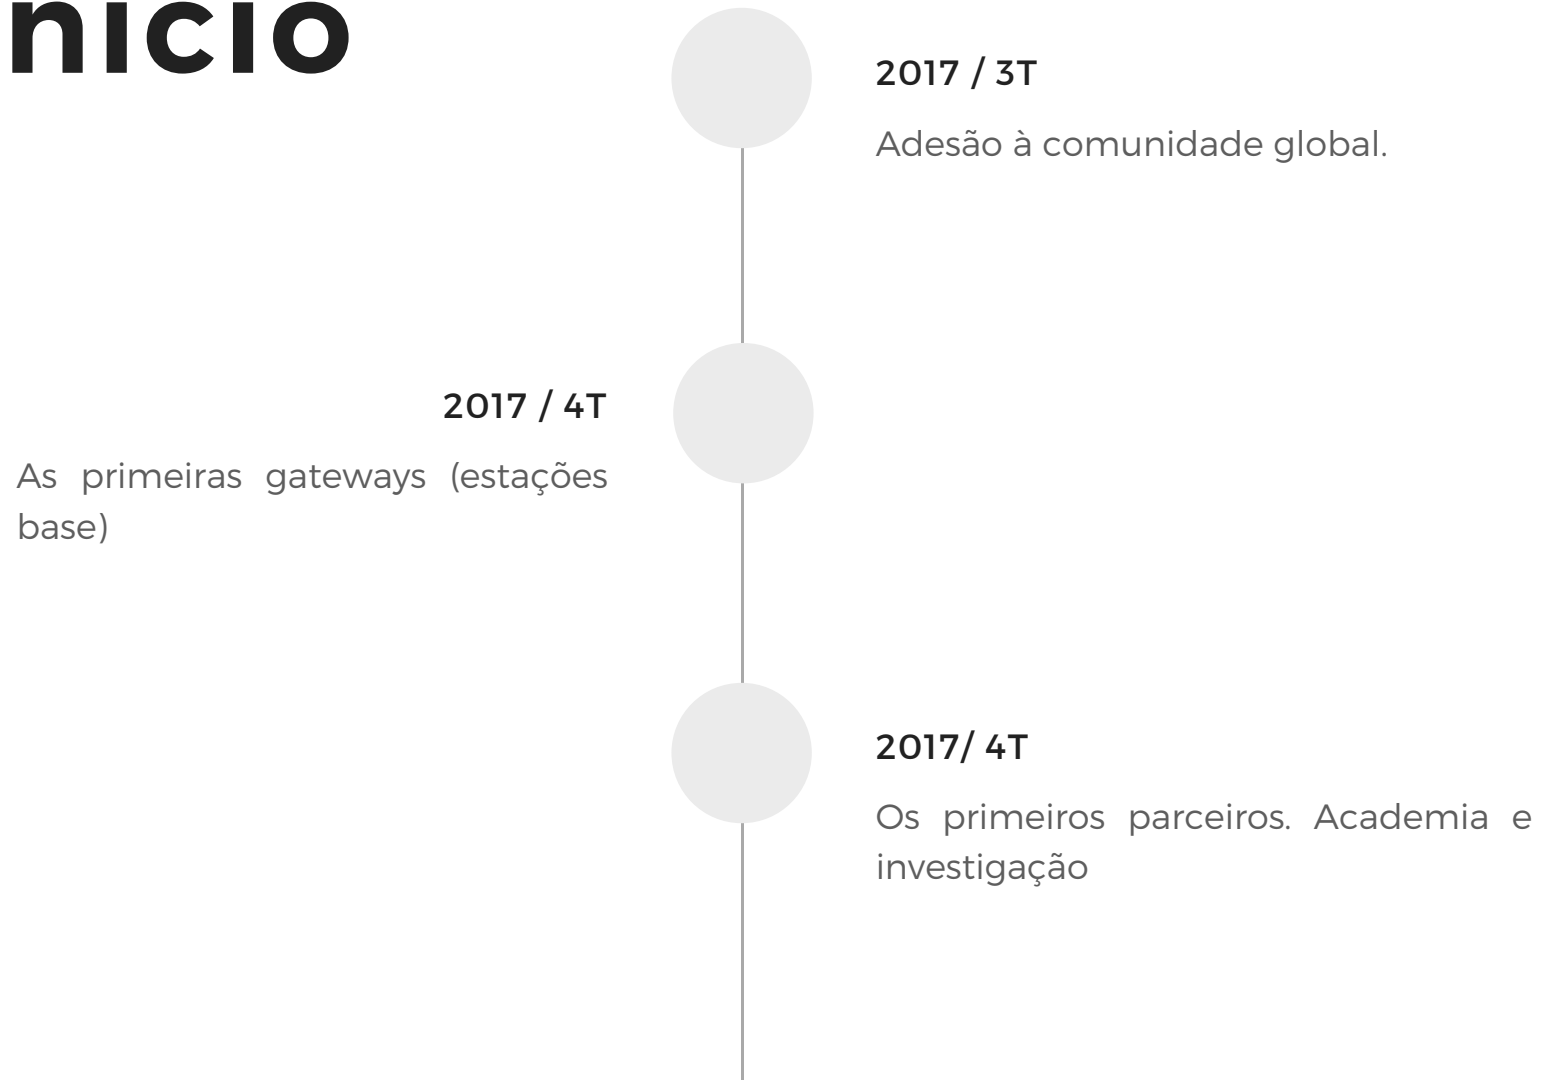 nício
2017 / 3T
Adesão à comunidade global.
2017 / 4T
As primeiras gateways (estações
base)
2017/ 4T
Os primeiros parceiros. Academia e
investigação